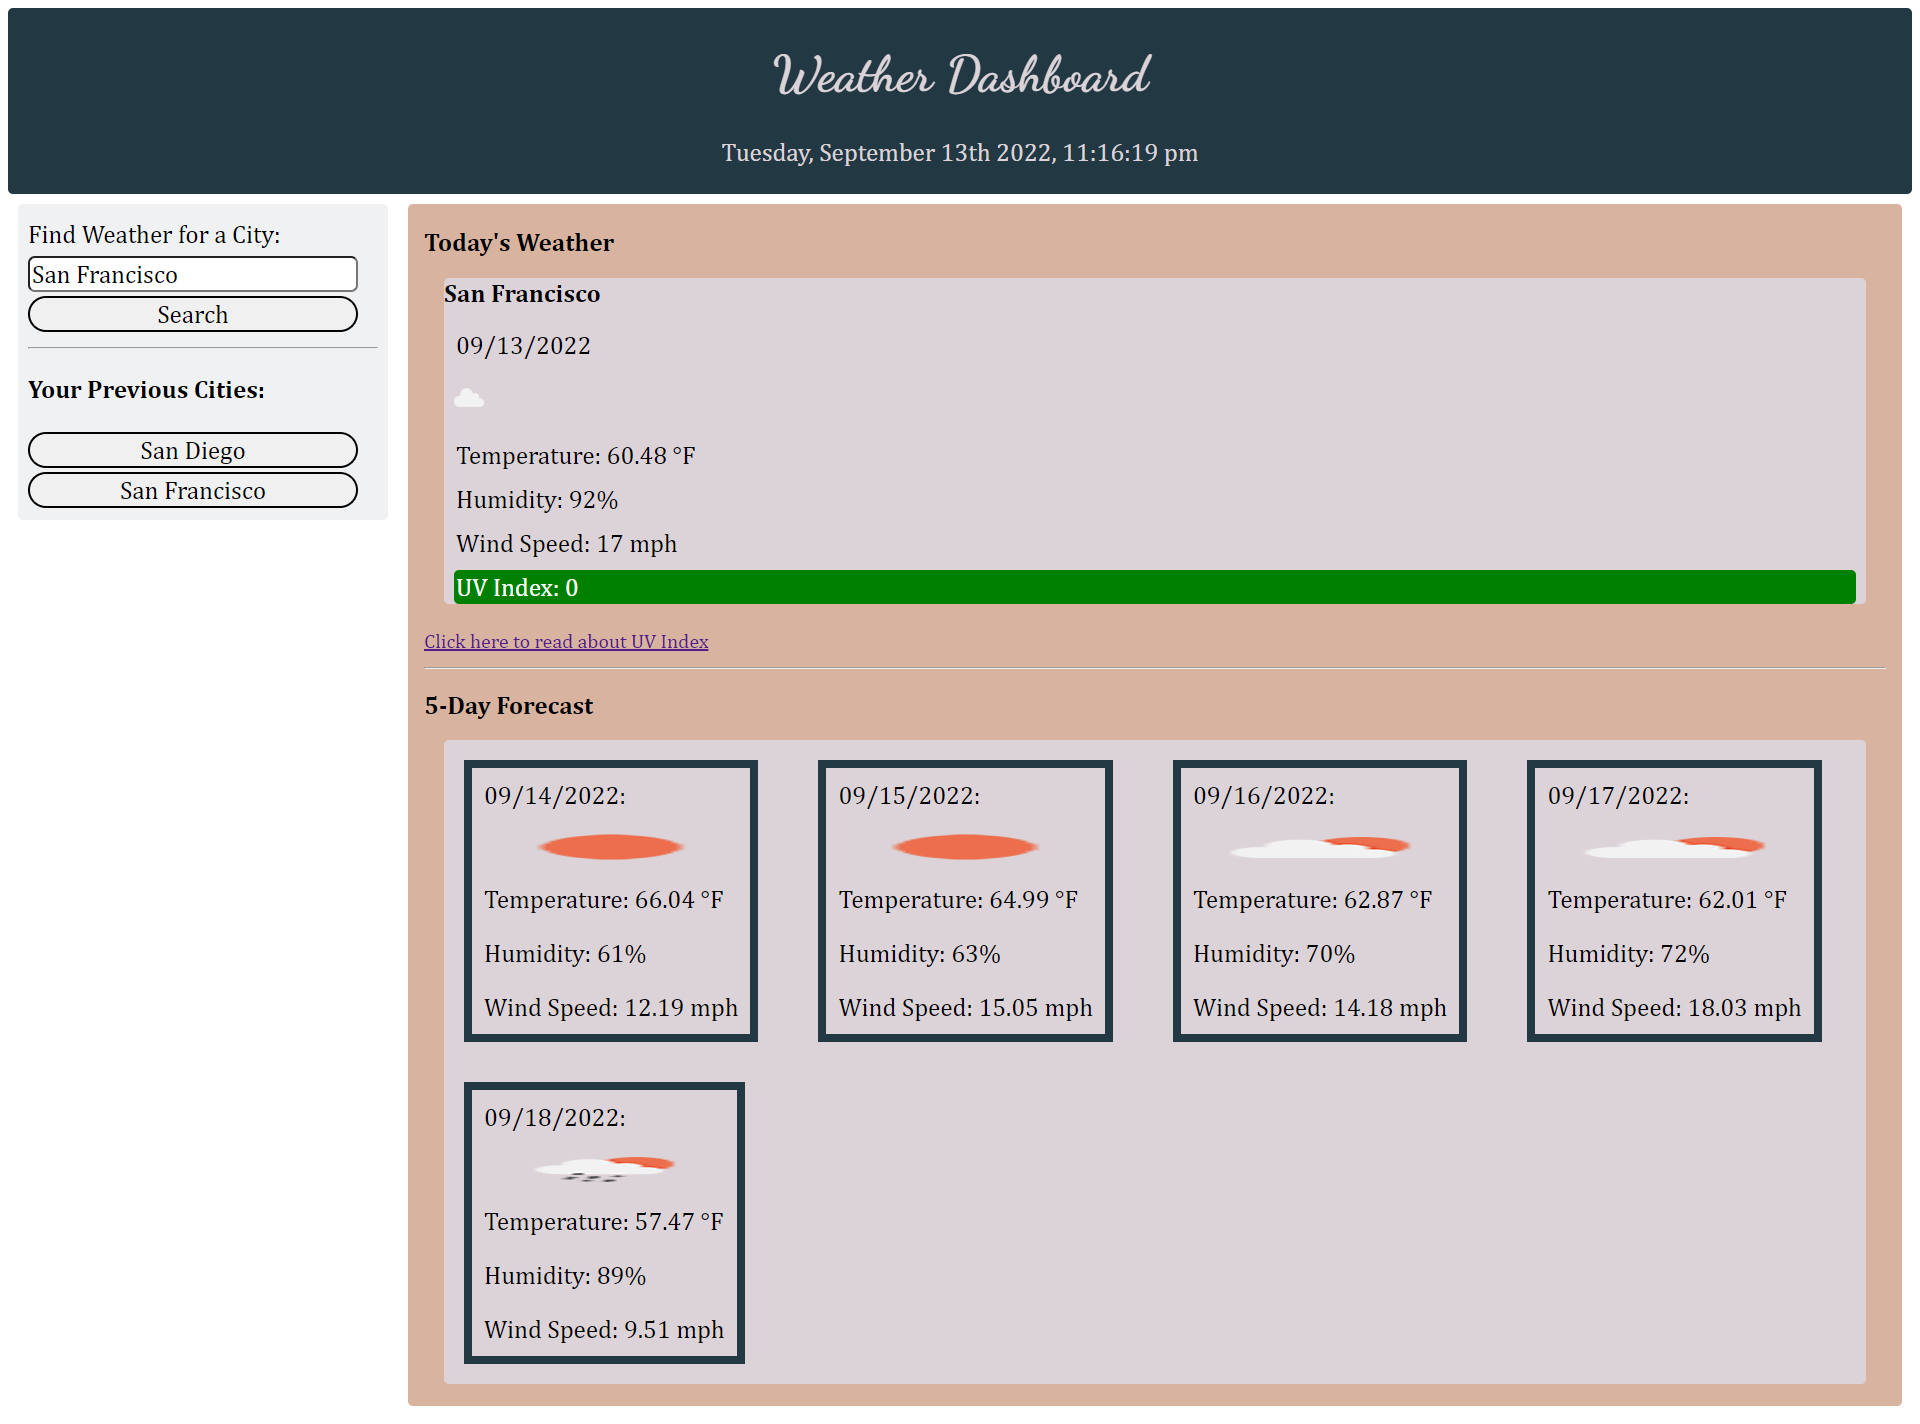 Weather Dashboard
Tuesday, September 13th 2022, 11:16:19 pm
Find Weather for a City:
San Francisco
Search
Your Previous Cities:
San Diego
San Francisco
Today's Weather
San Francisco
09/13/2022
Temperature: 60.48 °F
Humidity: 92%
Wind Speed: 17 mph
UV Index: 0
Click here to read about UV Index
5-Day Forecast
09/14/2022:
Temperature: 66.04 °F
Humidity: 61%
Wind Speed: 12.19 mph
09/15/2022:
Temperature: 64.99 °F
Humidity: 63%
Wind Speed: 15.05 mph
09/16/2022:
Temperature: 62.87 °F
Humidity: 70%
Wind Speed: 14.18 mph
09/17/2022:
Temperature: 62.01 °F
Humidity: 72%
Wind Speed: 18.03 mph
09/18/2022:
Temperature: 57.47 °F
Humidity: 89%
Wind Speed: 9.51 mph